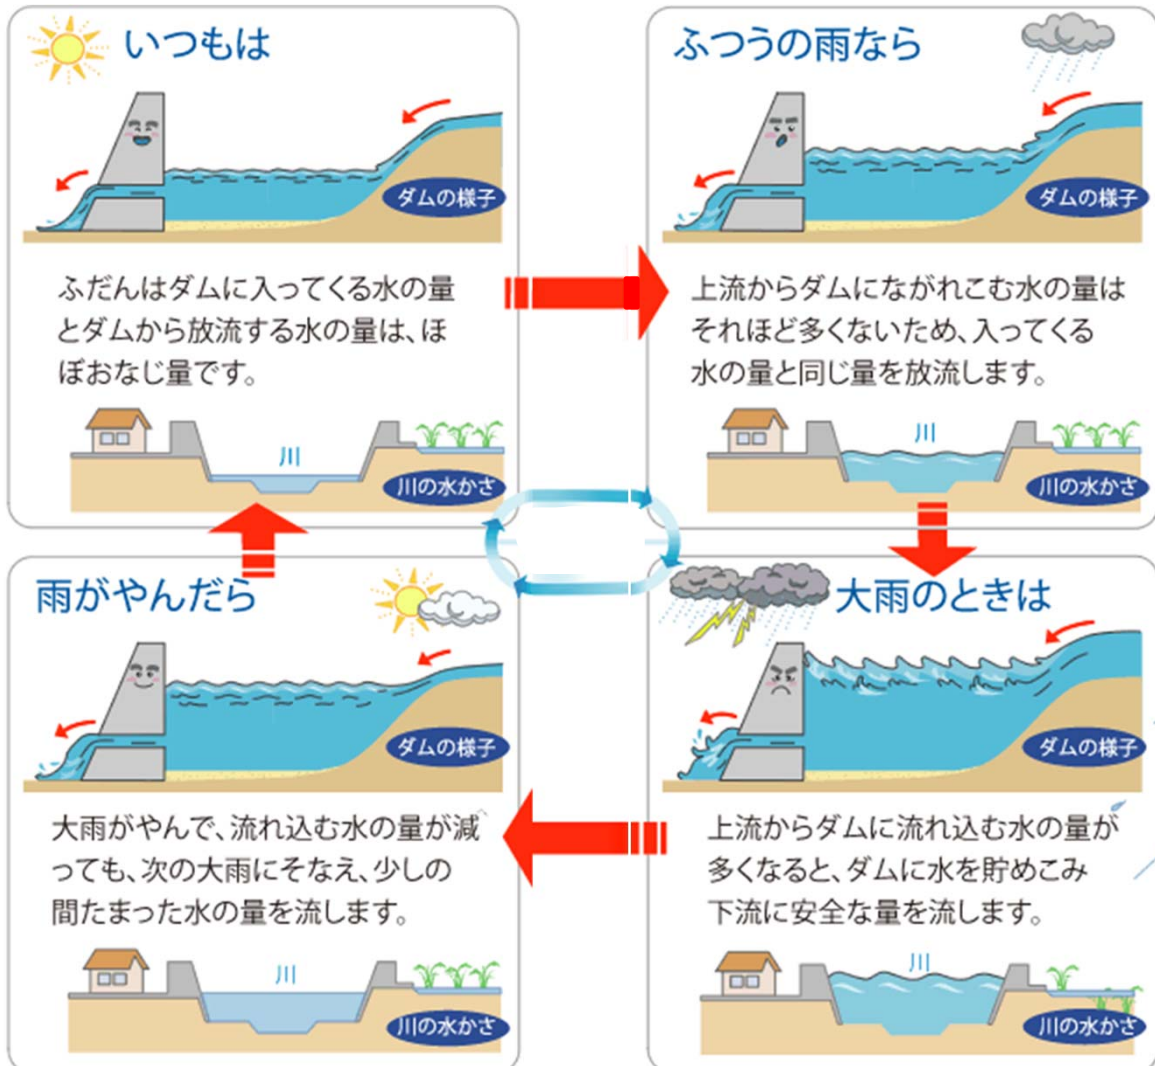 いつもは
ダムの様子
ふだんはダムに入ってくる水の量
とダムから放流する水の量は、ほ
ぼおなじ量です。
川
川の水かさ
ふつうの雨なら
ダムの様子
上流からダムにながれこむ水の量は
それほど多くないため、入ってくる
水の量と同じ量を放流します。
川
川の水かさ
大雨のときは
ダムの様子
上流からダムに流れ込む水の量が
多くなると、ダムに水を貯めこみ
下流に安全な量を流します。
川
川の水かさ
雨がやんだら
ダムの様子
大雨がやんで、流れ込む水の量が減
っても、次の大雨にそなえ、少しの
間たまった水の量を流します。
川
川の水かさ